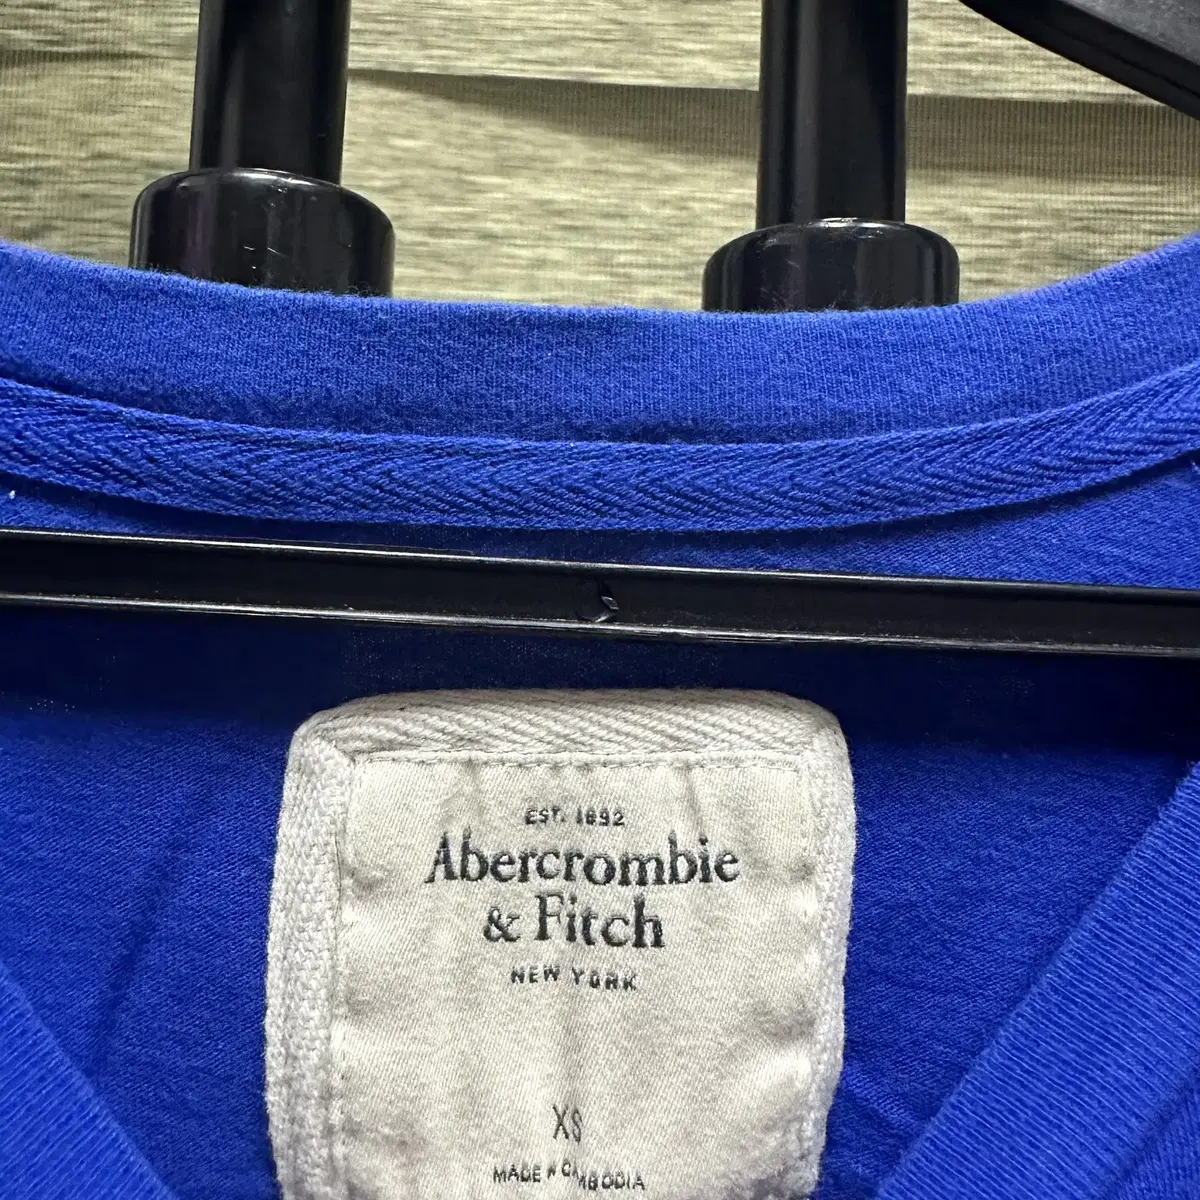 EST. 1892
Abercrombie
& Fitch
NEW YORK
XS
MADE IN CAMBODIA